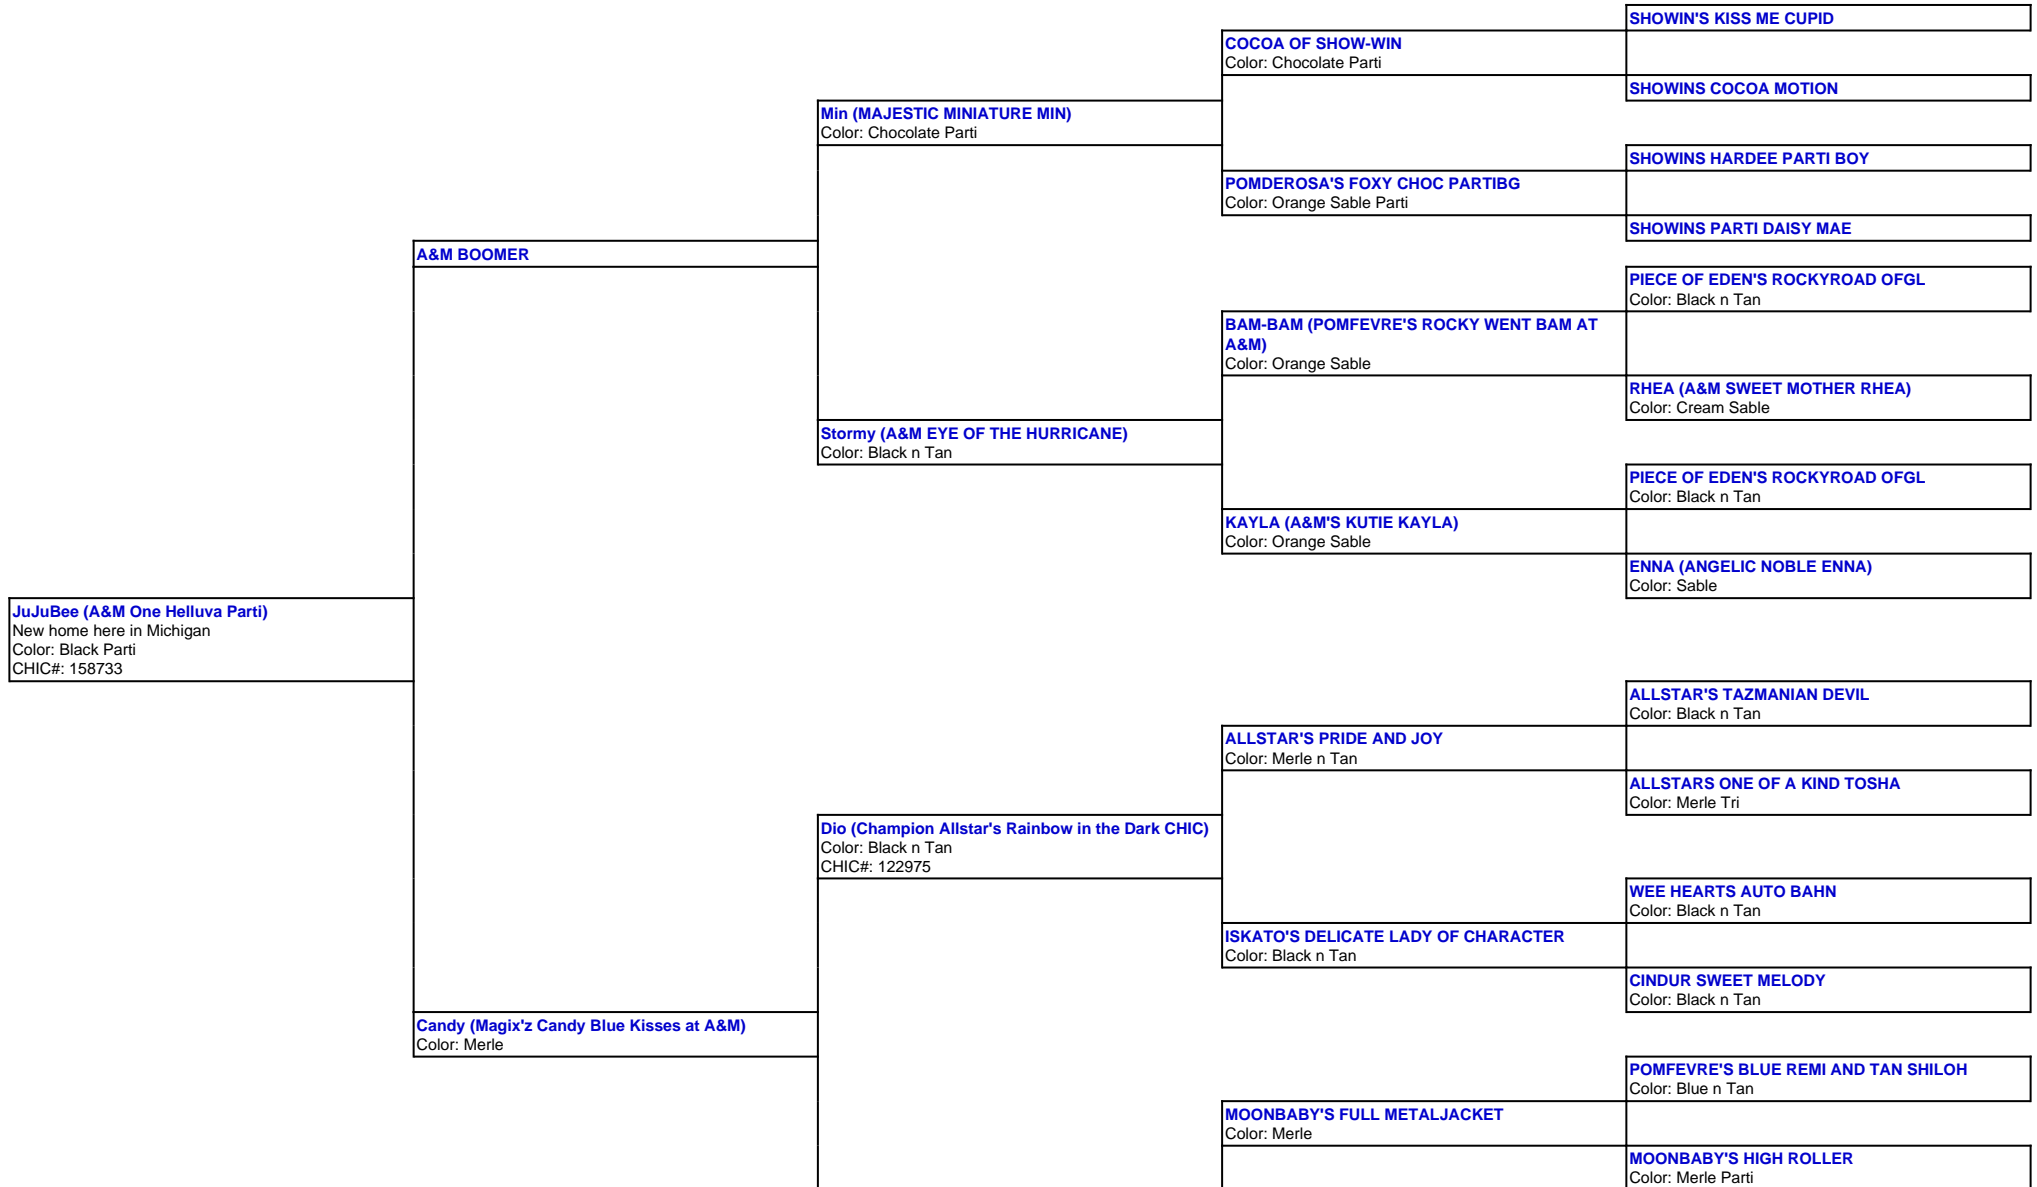 SHOWIN'S KISS ME CUPID
COCOA OF SHOW-WIN
Color: Chocolate Parti
SHOWINS COCOA MOTION
Min (MAJESTIC MINIATURE MIN)
Color: Chocolate Parti
SHOWINS HARDEE PARTI BOY
POMDEROSA'S FOXY CHOC PARTIBG
Color: Orange Sable Parti
SHOWINS PARTI DAISY MAE
A&M BOOMER
PIECE OF EDEN'S ROCKYROAD OFGL
Color: Black n Tan
BAM-BAM (POMFEVRE'S ROCKY WENT BAM AT
A&M)
Color: Orange Sable
RHEA (A&M SWEET MOTHER RHEA)
Color: Cream Sable
Stormy (A&M EYE OF THE HURRICANE)
Color: Black n Tan
PIECE OF EDEN'S ROCKYROAD OFGL
Color: Black n Tan
KAYLA (A&M'S KUTIE KAYLA)
Color: Orange Sable
ENNA (ANGELIC NOBLE ENNA)
Color: Sable
JuJuBee (A&M One Helluva Parti)
New home here in Michigan
Color: Black Parti
CHIC#: 158733
ALLSTAR'S TAZMANIAN DEVIL
Color: Black n Tan
ALLSTAR'S PRIDE AND JOY
Color: Merle n Tan
ALLSTARS ONE OF A KIND TOSHA
Color: Merle Tri
Dio (Champion Allstar's Rainbow in the Dark CHIC)
Color: Black n Tan
CHIC#: 122975
WEE HEARTS AUTO BAHN
Color: Black n Tan
ISKATO'S DELICATE LADY OF CHARACTER
Color: Black n Tan
CINDUR SWEET MELODY
Color: Black n Tan
Candy (Magix'z Candy Blue Kisses at A&M)
Color: Merle
POMFEVRE'S BLUE REMI AND TAN SHILOH
Color: Blue n Tan
MOONBABY'S FULL METALJACKET
Color: Merle
MOONBABY'S HIGH ROLLER
Color: Merle Parti